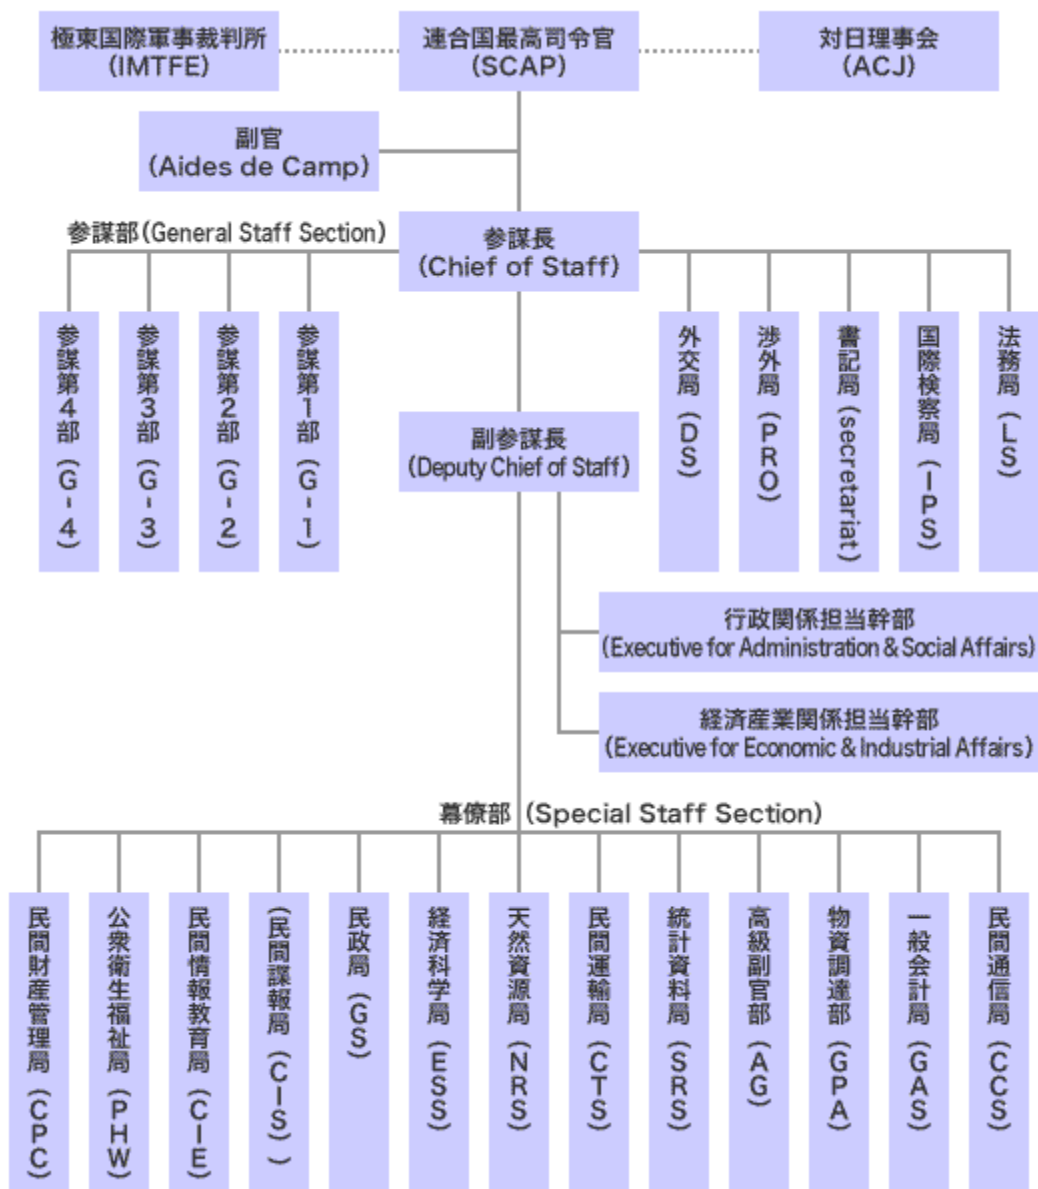 極東国際軍事裁判所
(IMTFE)
連合国最高司令官
(SCAP)
対日理事会
(ACJ)
副官
(Aides de Camp)
参謀部(General Staff Section)
参謀長
(Chief of Staff)
参謀第4部(G-4)
参謀第3部(G-3)
参謀第2部(G-2)
参謀第1部(G-1)
外交局(DS)
渉外局(PRO)
書記局(secretariat)
国際検察局(IPS)
法務局(LS)
副参謀長
(Deputy Chief of Staff)
行政関係担当幹部
(Executive for Administration & Social Affairs)
経済産業関係担当幹部
(Executive for Economic & Industrial Affairs)
幕僚部 (Special Staff Section)
民間財産管理局(CPC)
公衆衛生福祉局(PHW)
民間情報教育局(CIE)
(民間諜報局(CIS))
民政局(GS)
経済科学局(ESS)
天然資源局(NRS)
民間運輸局(CTS)
統計資料局(SRS)
高級副官部(AG)
物資調達部(GPA)
一般会計局(GAS)
民間通信局(CCS)